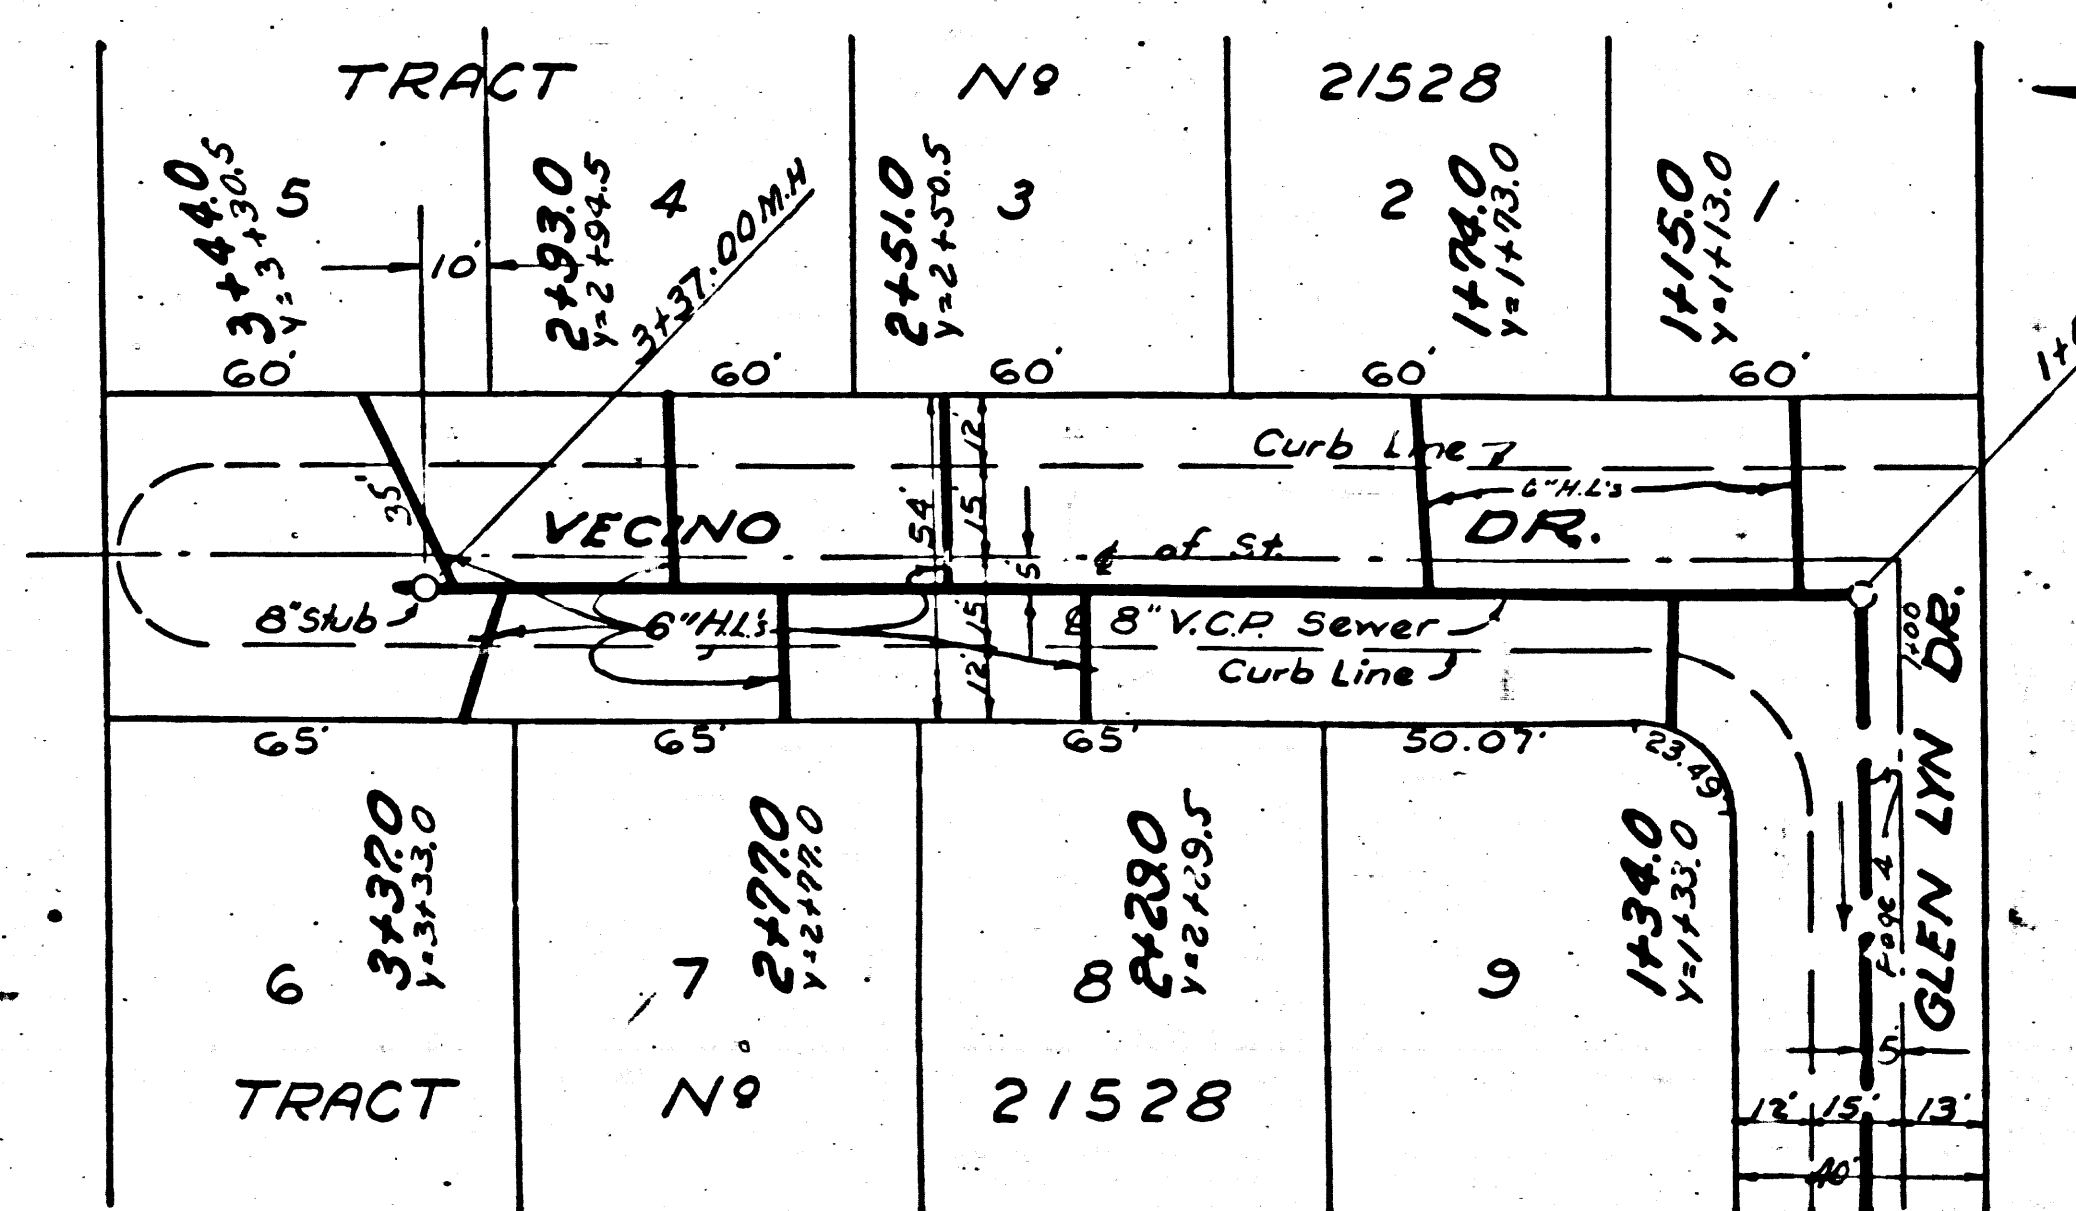 TRACT Nº 21528
3+44.0
y=3+30.5
5
10'
2+93.0
y=2+94.5
4
3+37.00 M.H
2+51.0
y=2+50.5
3
2
1+74.0
y=1+73.0
1+15.0
y=1+13.0
1
60'
60'
60'
60'
60'
Curb Line
12'
35'
6" H.L's
VECINO DR.
54'
15'
5'
℄ of St.
8" Stub
6" H.L's
15'
8" V.C.P. Sewer
12'
Curb Line
1+00
GLEN LYN DR.
65'
65'
65'
50.07'
23.49
3+37.0
y=3+33.0
6
2+77.0
y=2+77.0
7
2+29.0
8
1+34.0
y=1+33.0
9
Page 4
5'
TRACT Nº 21528
12'
15'
13'
40'